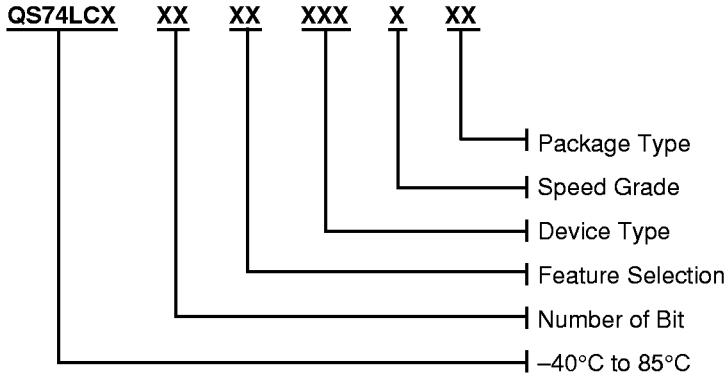 QS74LCX XX XX XXX X XX
Package Type
Speed Grade
Device Type
Feature Selection
Number of Bit
–40°C to 85°C